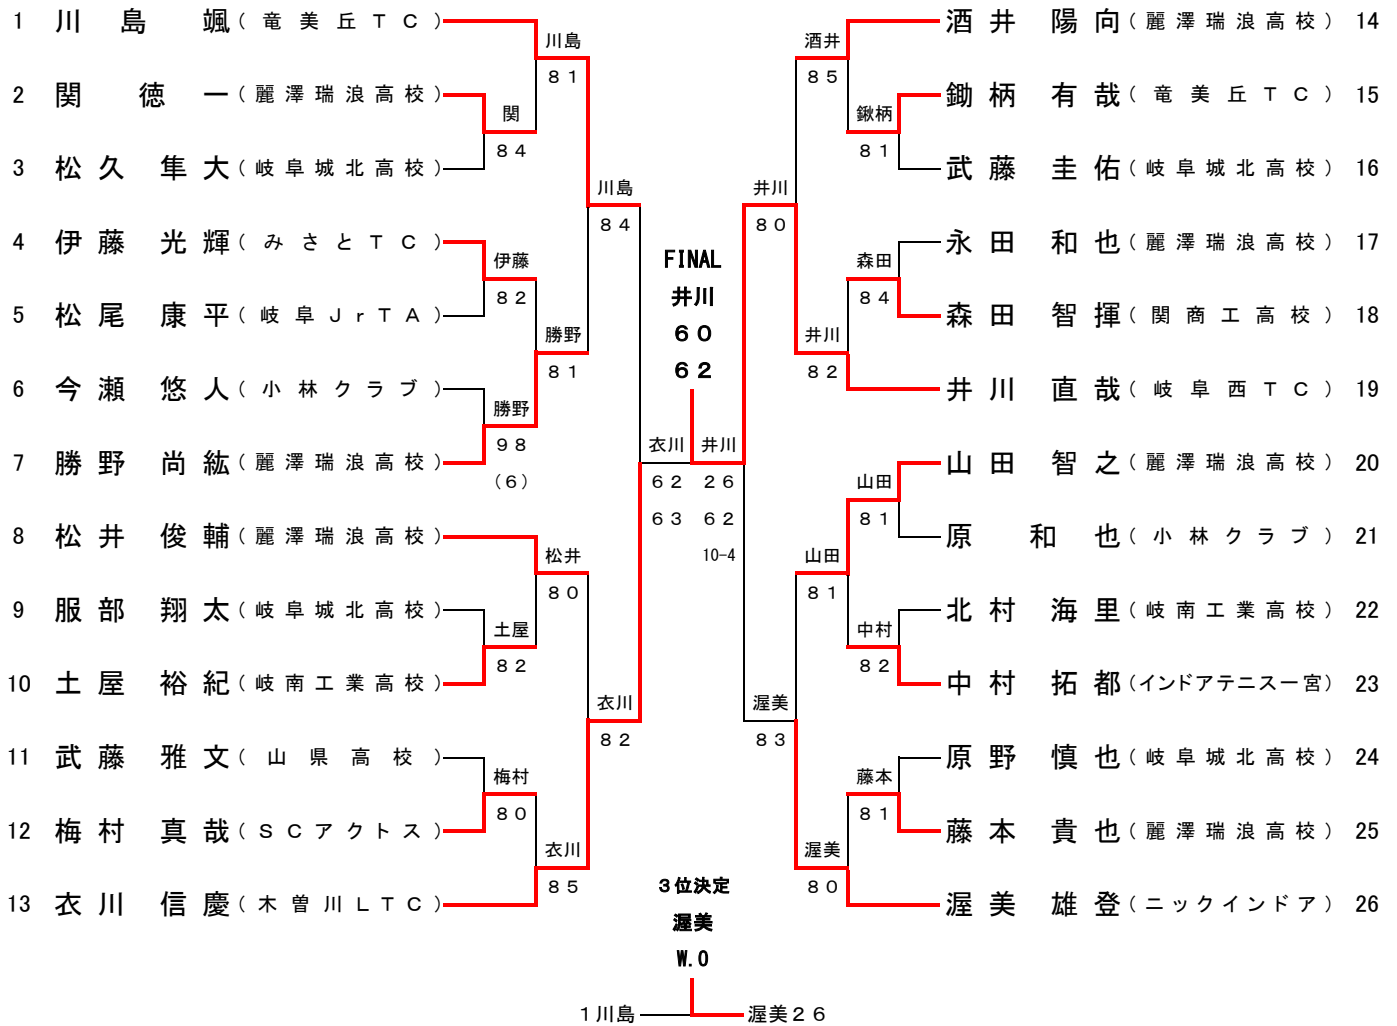 1 川島 颯（竜美丘ＴＣ）
2 関 徳一（麗澤瑞浪高校）
3 松久隼大（岐阜城北高校）
4 伊藤光輝（みさとＴＣ）
5 松尾康平（岐阜ＪｒＴＡ）
6 今瀬悠人（小林クラブ）
7 勝野尚紘（麗澤瑞浪高校）
8 松井俊輔（麗澤瑞浪高校）
9 服部翔太（岐阜城北高校）
10 土屋裕紀（岐南工業高校）
11 武藤雅文（山県高校）
12 梅村真哉（ＳＣアクトス）
13 衣川信慶（木曽川ＬＴＣ）
関
８４
伊藤
８２
勝野
９８
（６）
土屋
８２
梅村
８０
川島
８１
勝野
８１
松井
８０
衣川
８５
川島
８４
衣川
８２
衣川
６２
６３
FINAL
井川
６０
６２
井川
２６
６２
10-4
井川
８０
渥美
８３
酒井
８５
井川
８２
山田
８１
渥美
８０
鍬柄
８１
森田
８４
山田
８１
中村
８２
藤本
８１
酒井陽向（麗澤瑞浪高校） 14
鋤柄有哉（竜美丘ＴＣ） 15
武藤圭佑（岐阜城北高校） 16
永田和也（麗澤瑞浪高校） 17
森田智揮（関商工高校） 18
井川直哉（岐阜西ＴＣ） 19
山田智之（麗澤瑞浪高校） 20
原 和也（小林クラブ） 21
北村海里（岐南工業高校） 22
中村拓都（インドアテニス一宮） 23
原野慎也（岐阜城北高校） 24
藤本貴也（麗澤瑞浪高校） 25
渥美雄登（ニックインドア） 26
３位決定
渥美
W.O
１川島
渥美２６